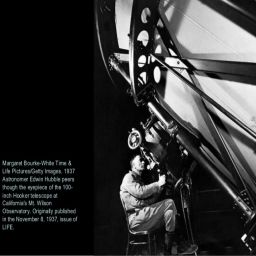 Margaret Bourke-White Time &
Life Pictures/Getty Images, 1937
Astronomer Edwin Hubble peers
though the eyepiece of the 100-
inch Hooker telescope at
California's Mt. Wilson
Observatory. Originally published
in the November 8, 1937, issue of
LIFE.